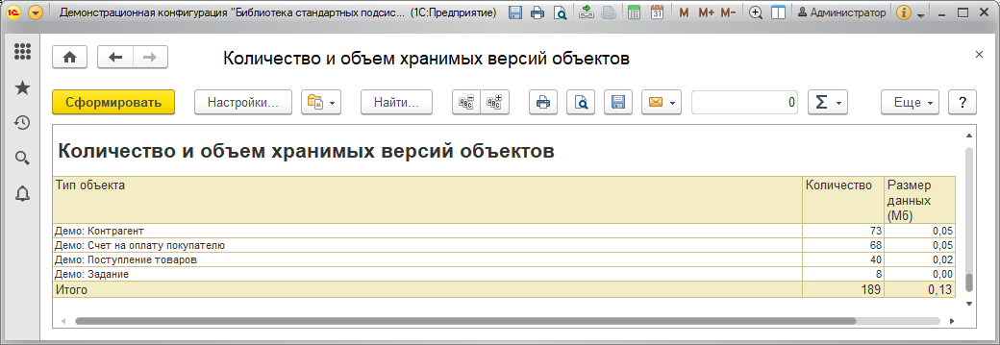 Демонстрационная конфигурация "Библиотека стандартных подсис... (1С:Предприятие)
31 M M+ M- Администратор
Количество и объем хранимых версий объектов
Сформировать Настройки... Найти... 0 Σ Еще ?
Количество и объем хранимых версий объектов
Тип объекта Количество Размер
данных
(Мб)
Демо: Контрагент 73 0,05
Демо: Счет на оплату покупателю 68 0,05
Демо: Поступление товаров 40 0,02
Демо: Задание 8 0,00
Итого 189 0,13